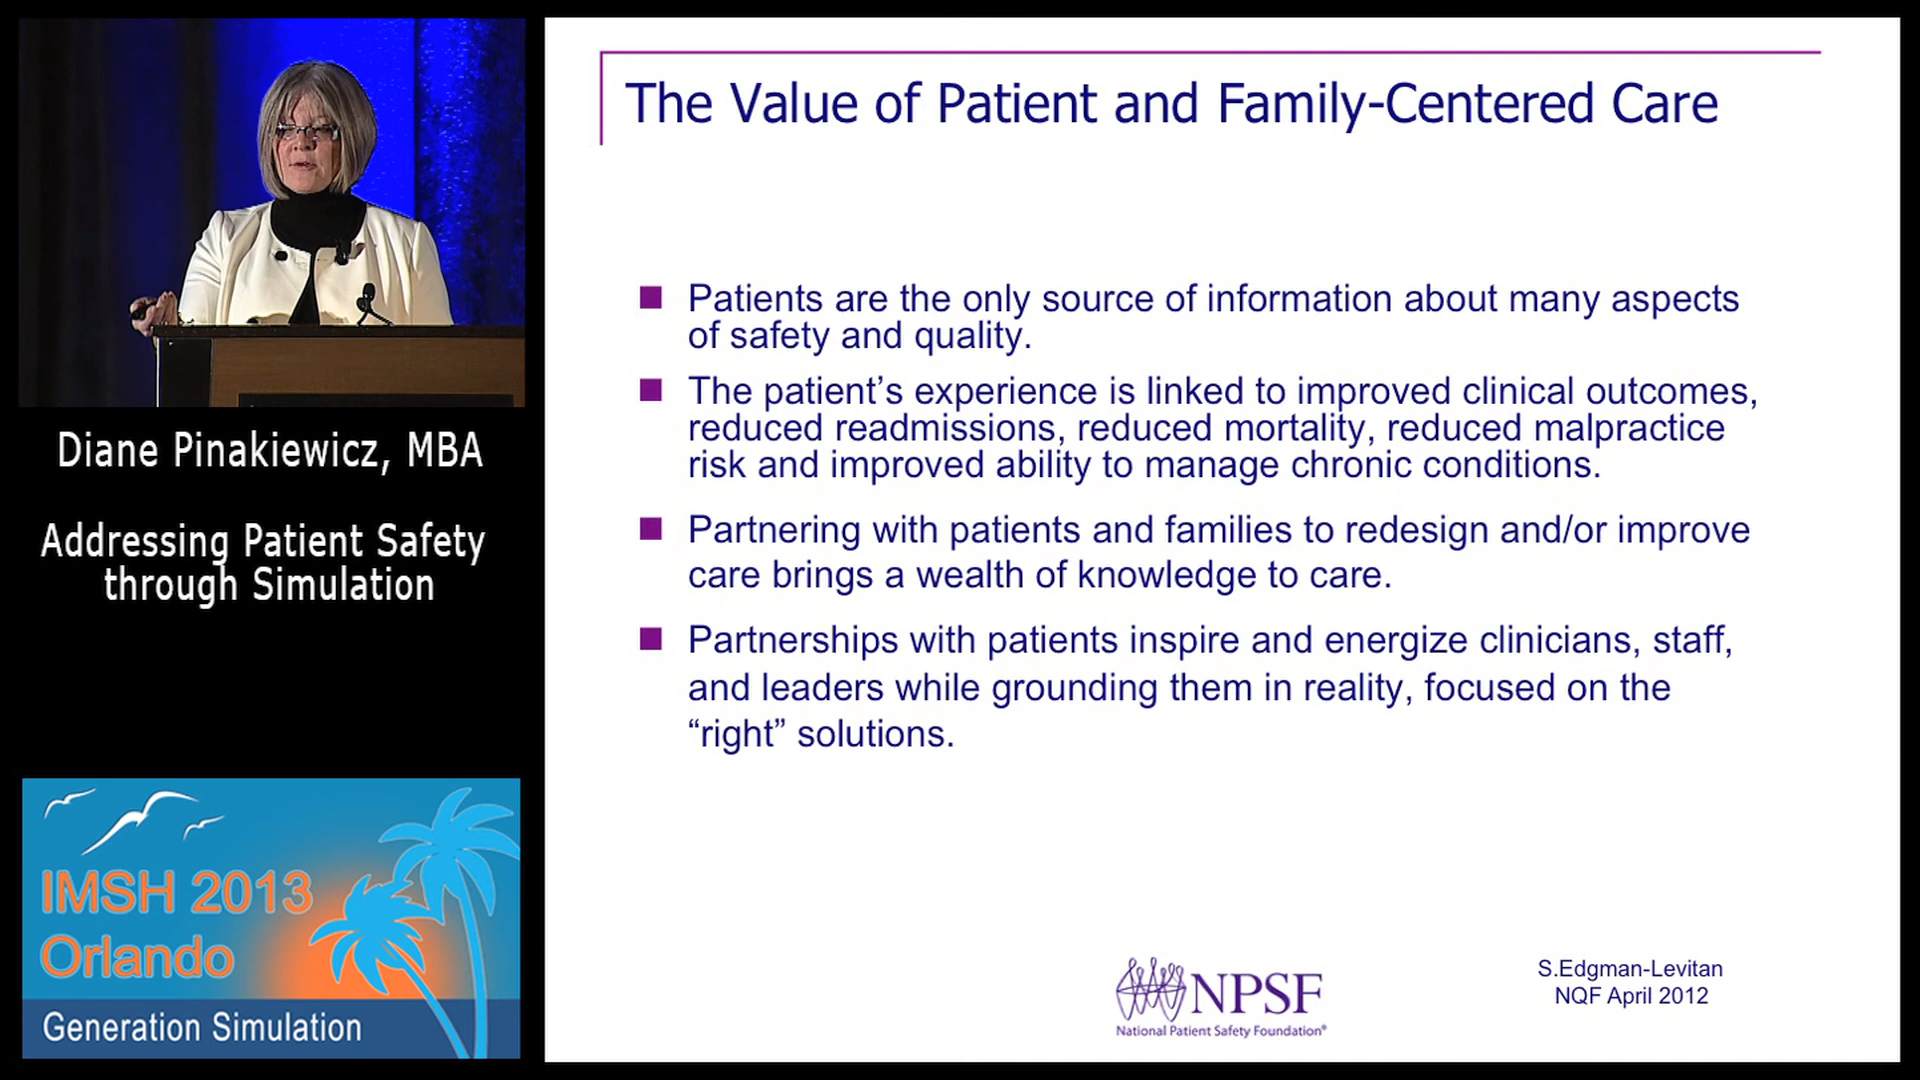 Diane Pinakiewicz, MBA
Addressing Patient Safety
through Simulation
IMSH 2013
Orlando
Generation Simulation
The Value of Patient and Family-Centered Care
Patients are the only source of information about many aspects
of safety and quality.
The patient’s experience is linked to improved clinical outcomes,
reduced readmissions, reduced mortality, reduced malpractice
risk and improved ability to manage chronic conditions.
Partnering with patients and families to redesign and/or improve
care brings a wealth of knowledge to care.
Partnerships with patients inspire and energize clinicians, staff,
and leaders while grounding them in reality, focused on the
“right” solutions.
NPSF
National Patient Safety Foundation®
S.Edgman-Levitan
NQF April 2012